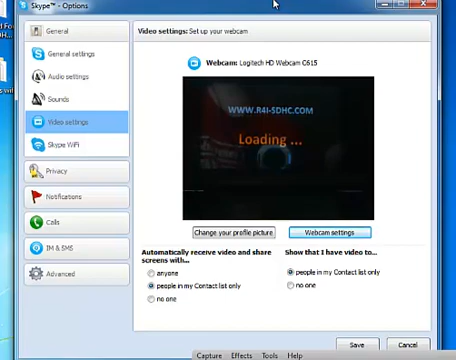 Skype™ - Options
General
General settings
Audio settings
Sounds
Video settings
Skype WiFi
Privacy
Notifications
Calls
IM & SMS
Advanced
Video settings: Set up your webcam
Webcam: Logitech HD Webcam C615
WWW.R4I-SDHC.COM
Loading ...
Change your profile picture
Webcam settings
Automatically receive video and share
screens with...
anyone
people in my Contact list only
no one
Show that I have video to...
people in my Contact list only
no one
Save
Cancel
Capture Effects Tools Help